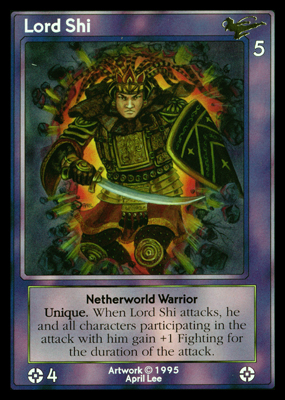 Lord Shi
5
Netherworld Warrior
Unique. When Lord Shi attacks, he
and all characters participating in the
attack with him gain +1 Fighting for
the duration of the attack.
4
Artwork © 1995
April Lee